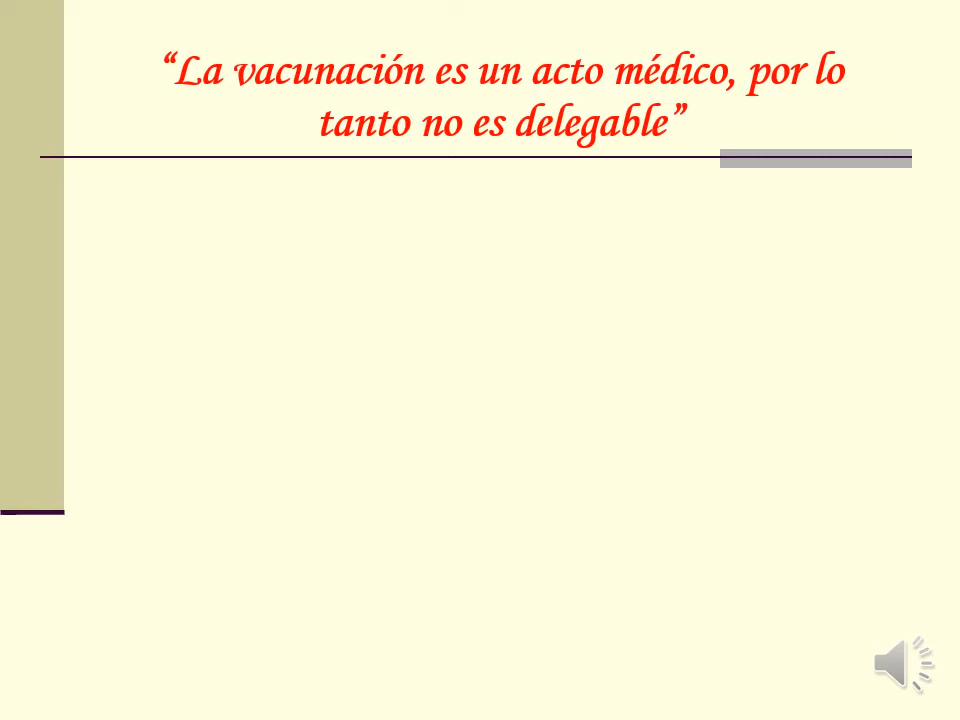 “La vacunación es un acto médico, por lo
tanto no es delegable”